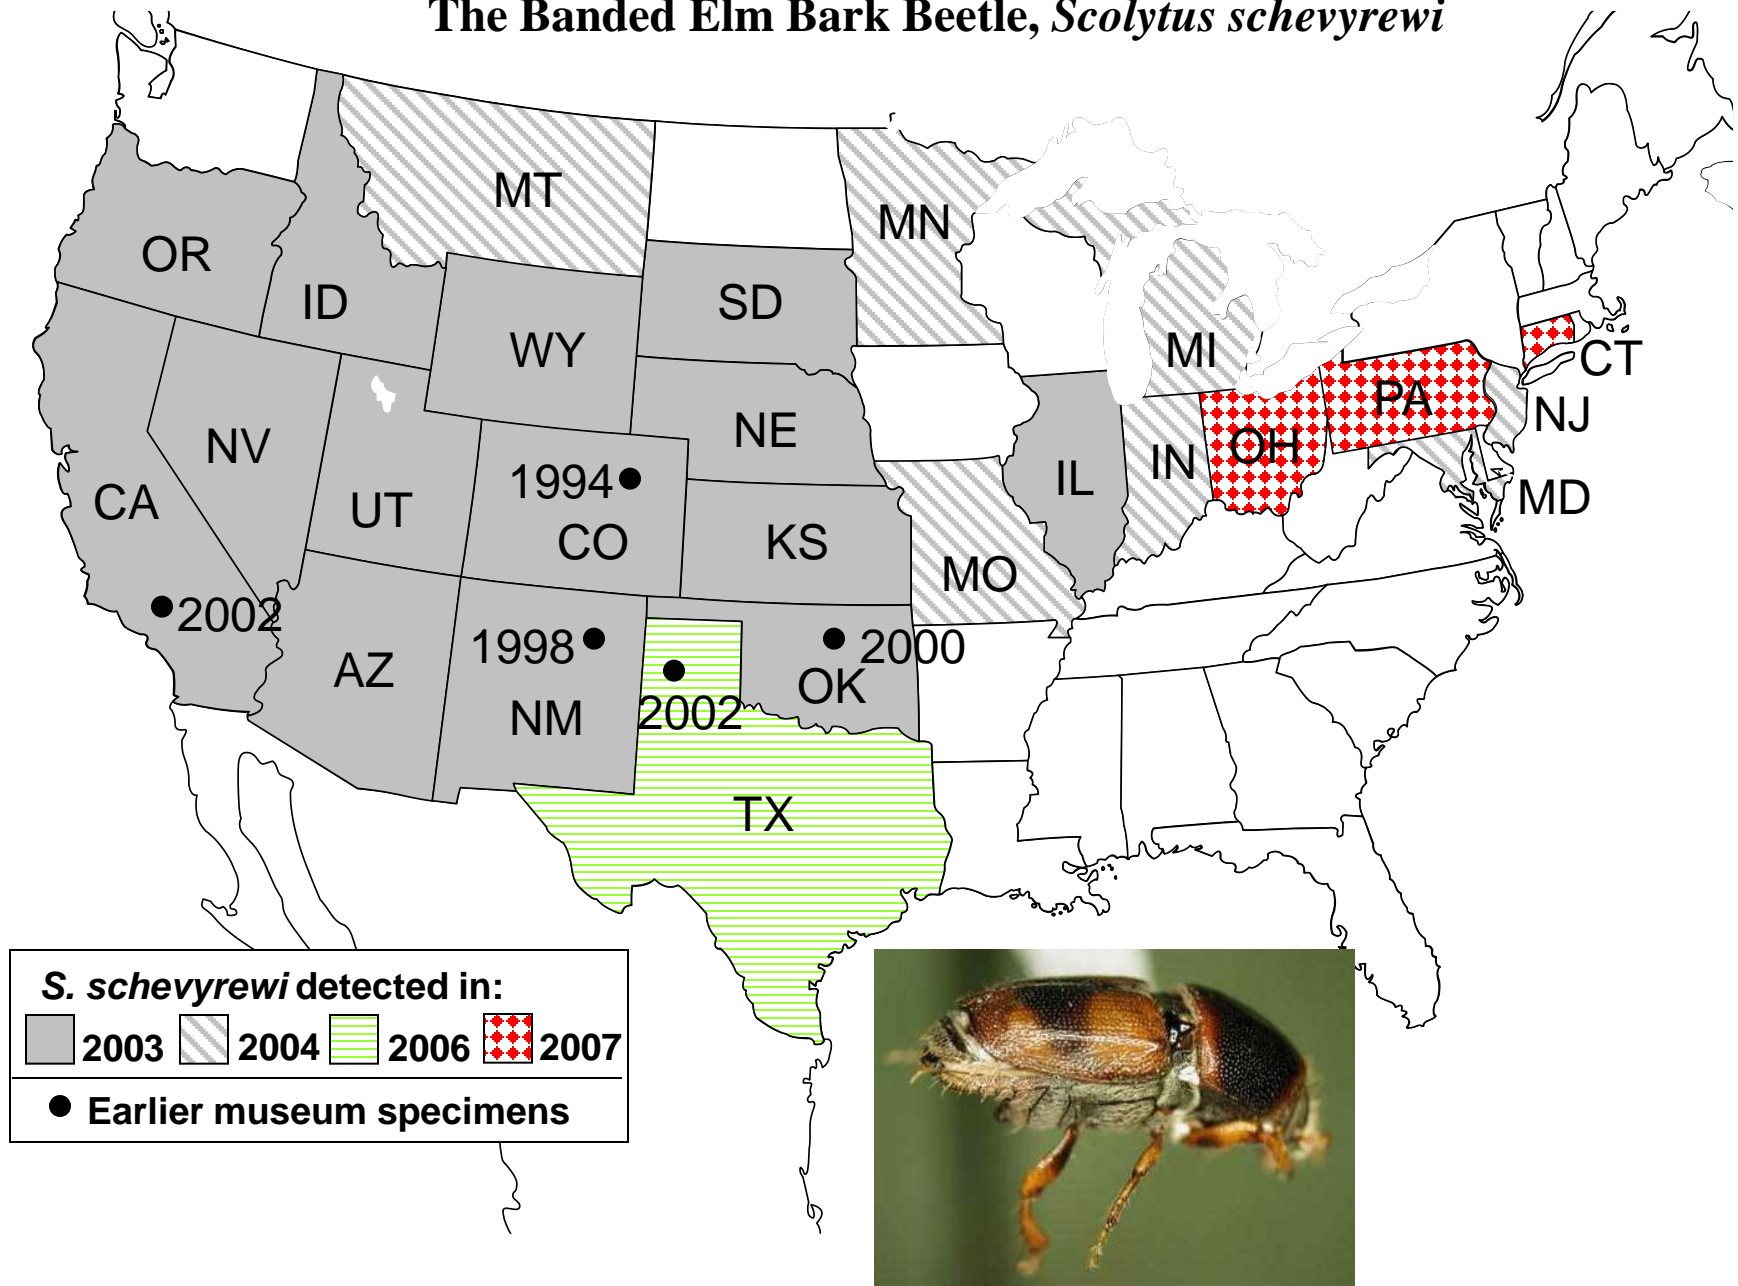 The Banded Elm Bark Beetle, Scolytus schevyrewi
MT
MN
OR
ID
SD
WY
MI
CT
PA
NJ
NE
NV
OH
IN
IL
1994
CA
UT
MD
CO
KS
MO
2002
1998
2000
AZ
OK
NM
2002
TX
S. schevyrewi detected in:
2003 2004 2006 2007
Earlier museum specimens